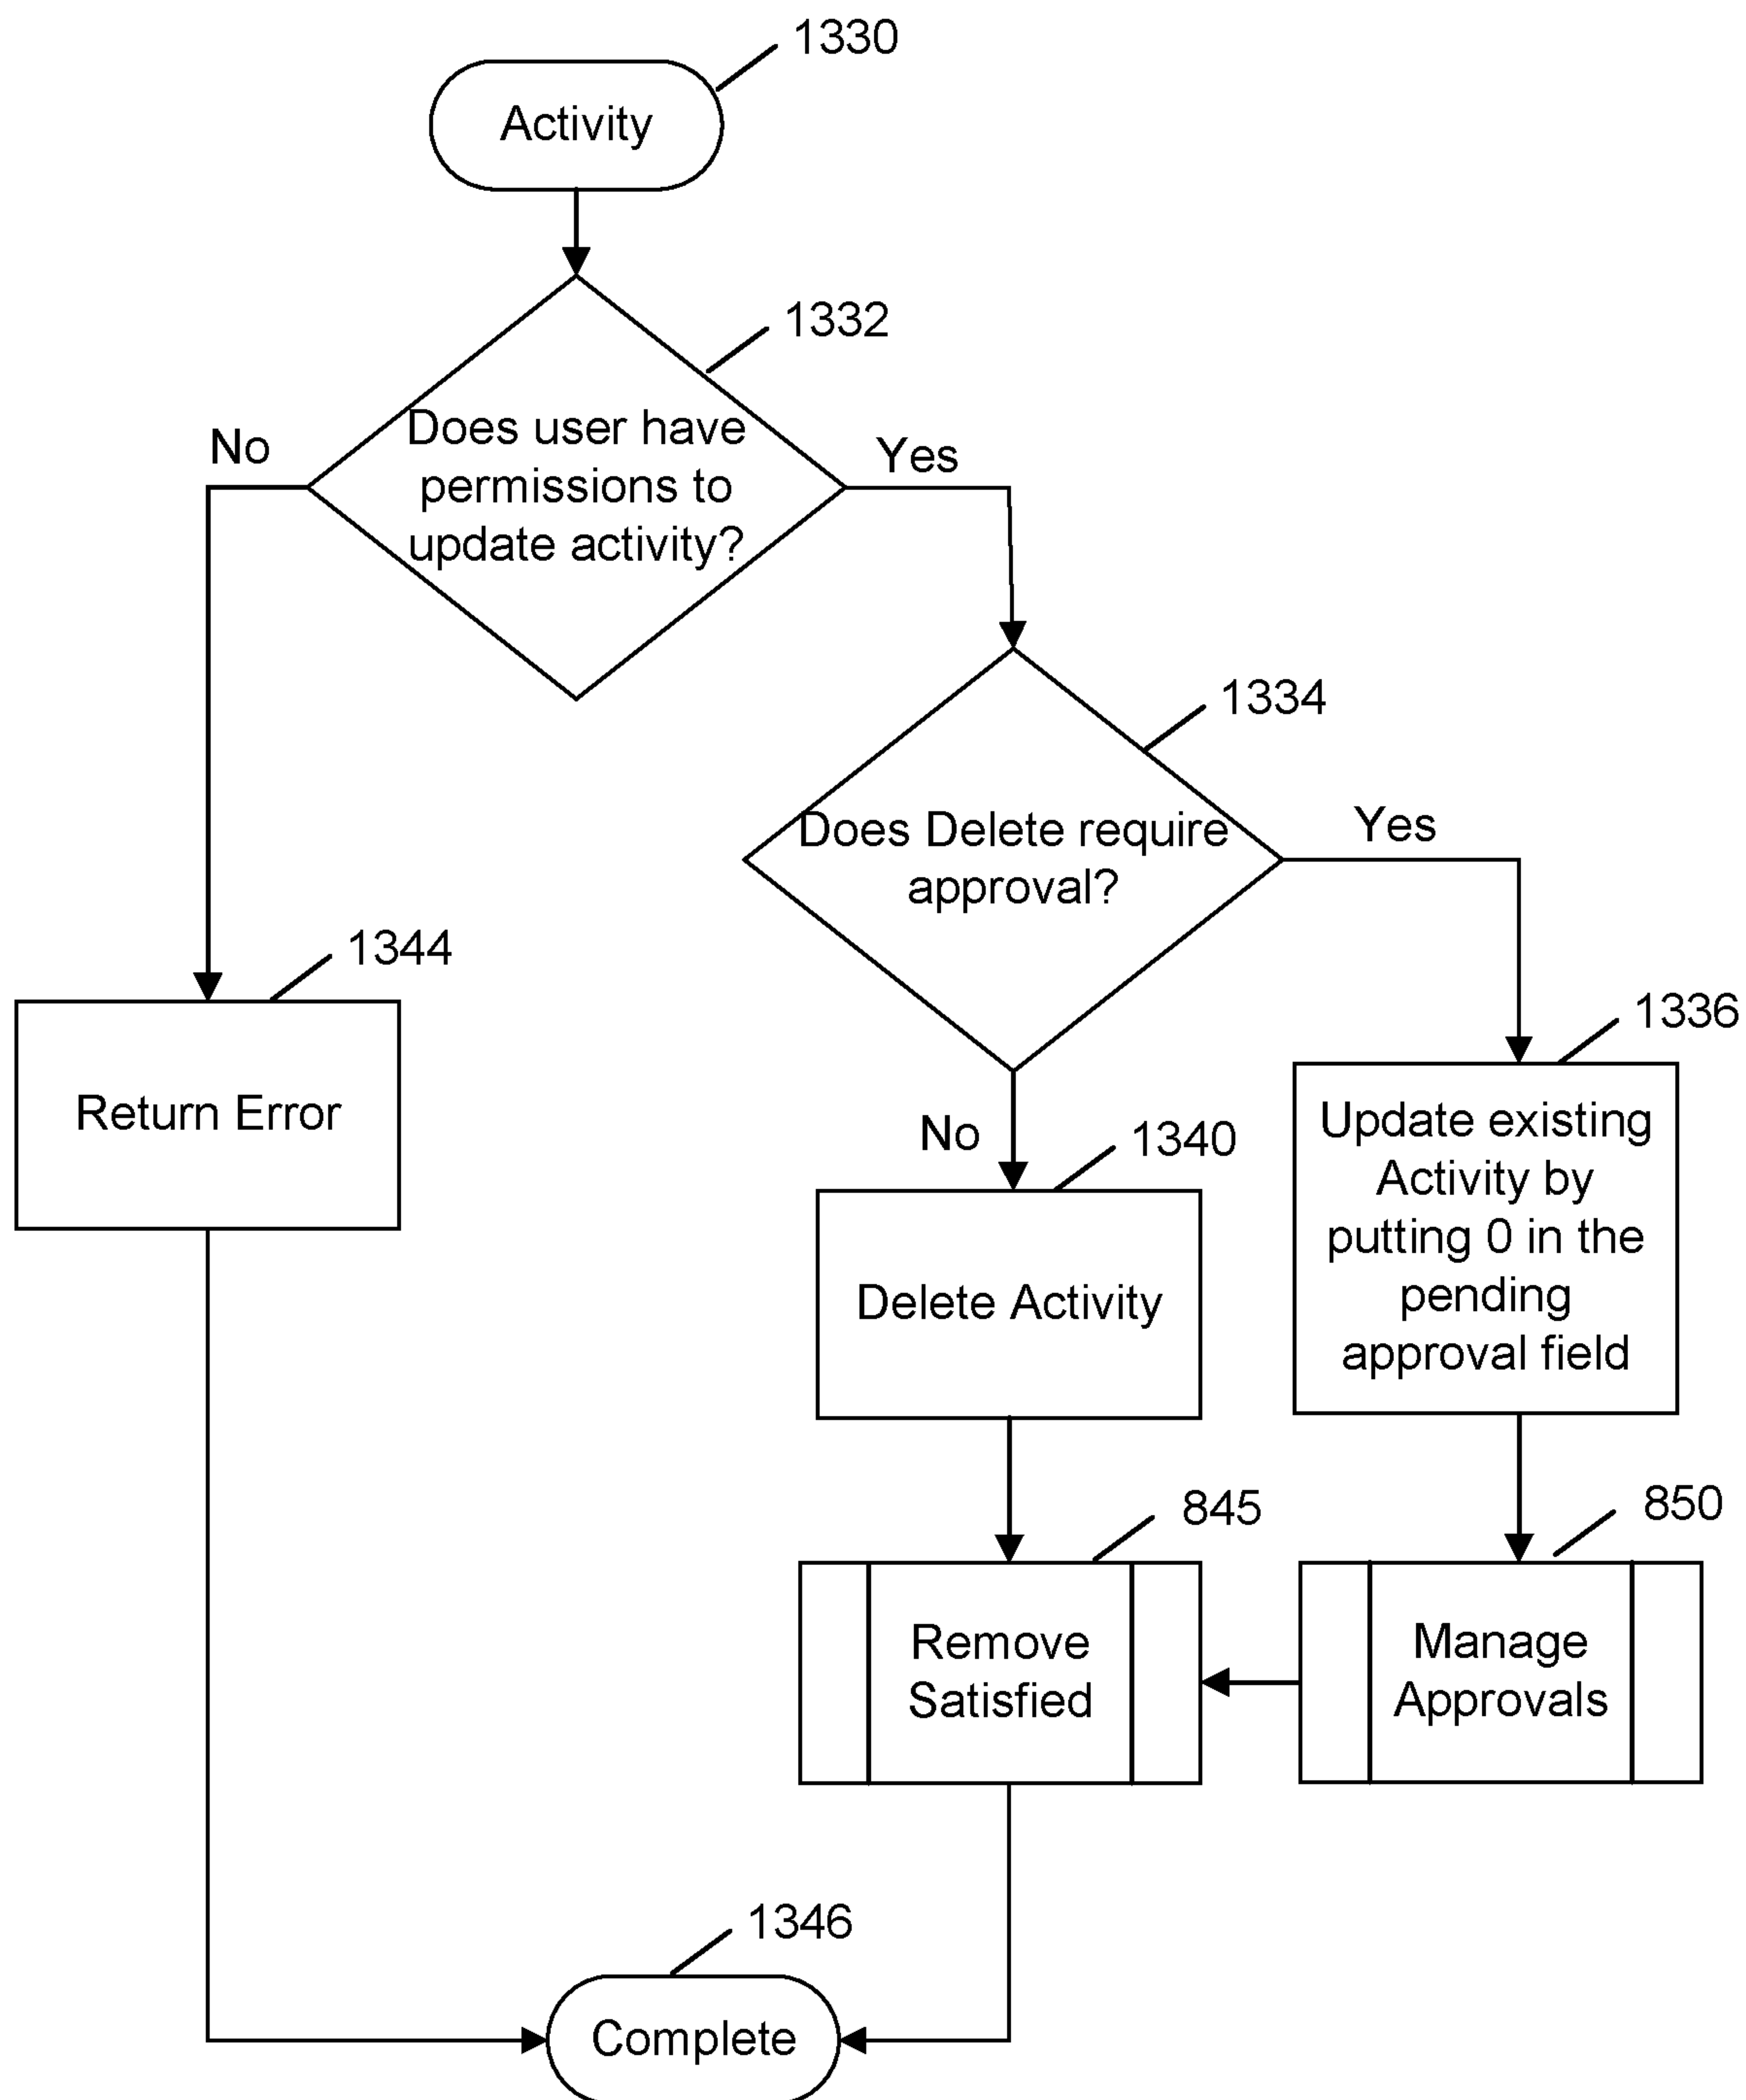 1330
Activity
1332
Does user have
permissions to
update activity?
No
Yes
1334
Does Delete require
approval?
Yes
1344
Return Error
1336
Update existing
Activity by
putting 0 in the
pending
approval field
No
1340
Delete Activity
845
Remove
Satisfied
850
Manage
Approvals
1346
Complete